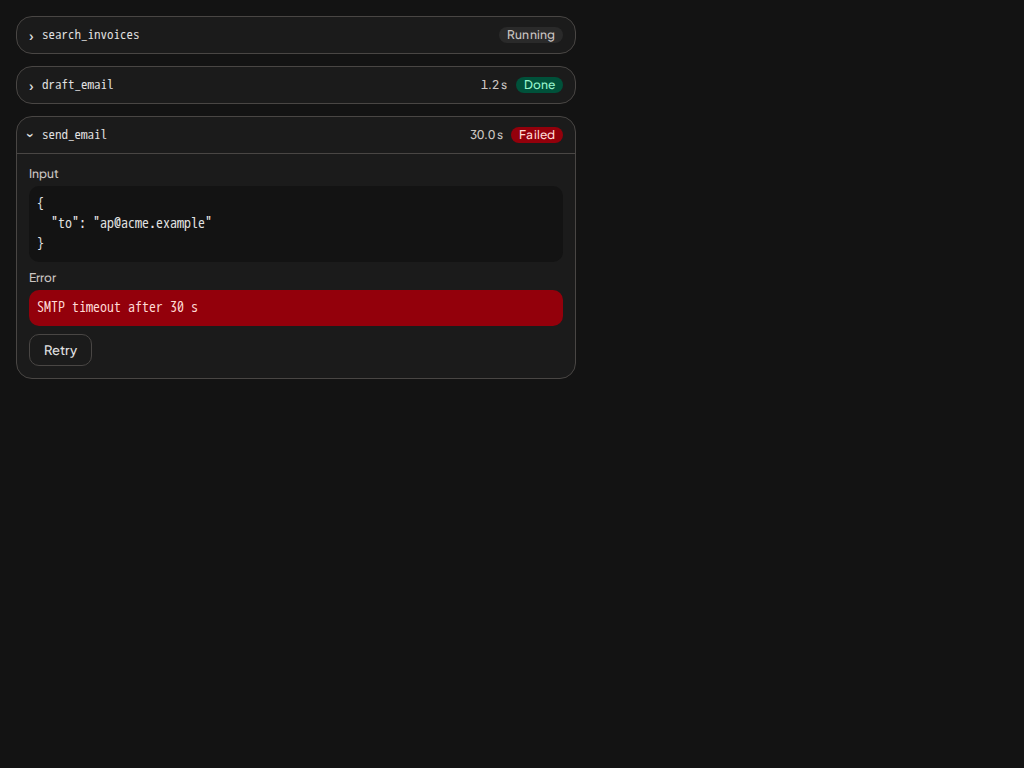 search_invoices Running
draft_email 1.2 s Done
send_email 30.0 s Failed
Input
{
  "to": "ap@acme.example"
}
Error
SMTP timeout after 30 s
Retry